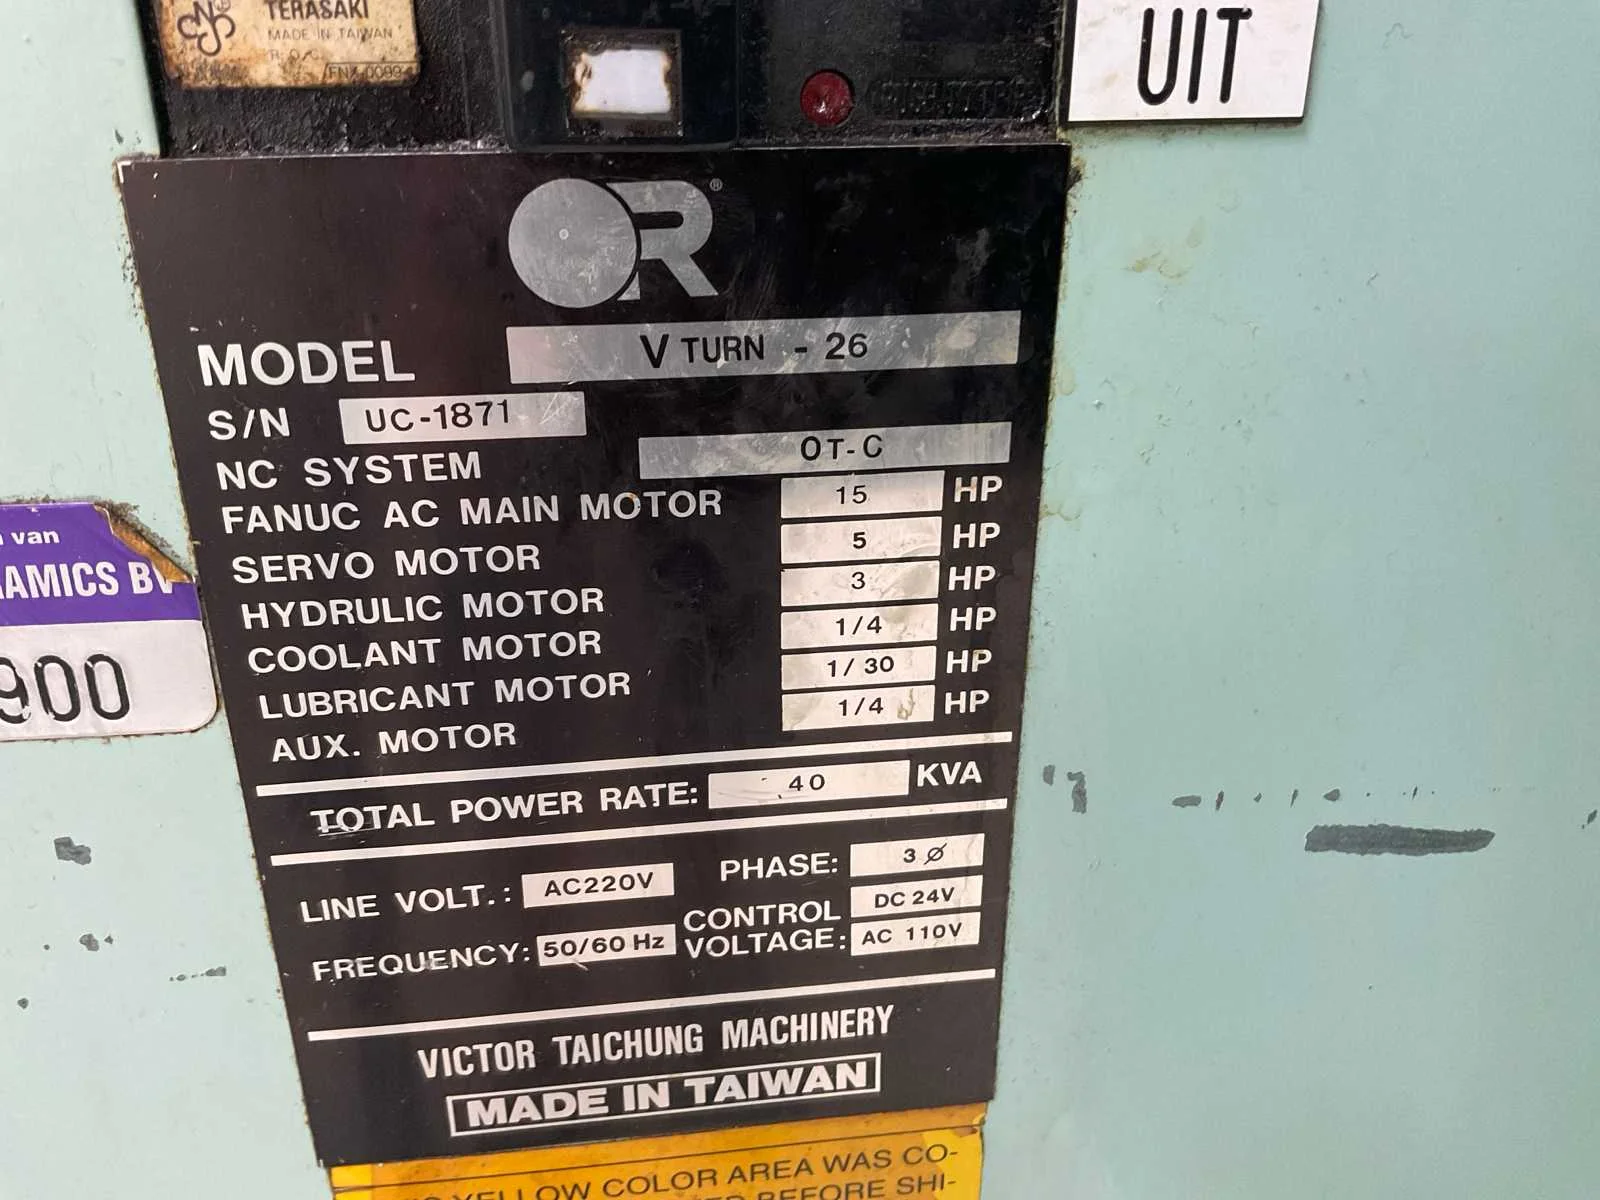 TERASAKI
MADE IN TAIWAN
R.O.C.
UIT
R®
MODEL V TURN - 26
S/N UC-1871
NC SYSTEM OT-C
FANUC AC MAIN MOTOR 15 HP
SERVO MOTOR 5 HP
HYDRULIC MOTOR 3 HP
COOLANT MOTOR 1/4 HP
LUBRICANT MOTOR 1/30 HP
AUX. MOTOR 1/4 HP
TOTAL POWER RATE: 40 KVA
LINE VOLT.: AC220V PHASE: 3 Ø
FREQUENCY: 50/60 Hz CONTROL VOLTAGE: DC 24V AC 110V
VICTOR TAICHUNG MACHINERY
MADE IN TAIWAN
van
AMICS BV
900
YELLOW COLOR AREA WAS CO-
BEFORE SHI-